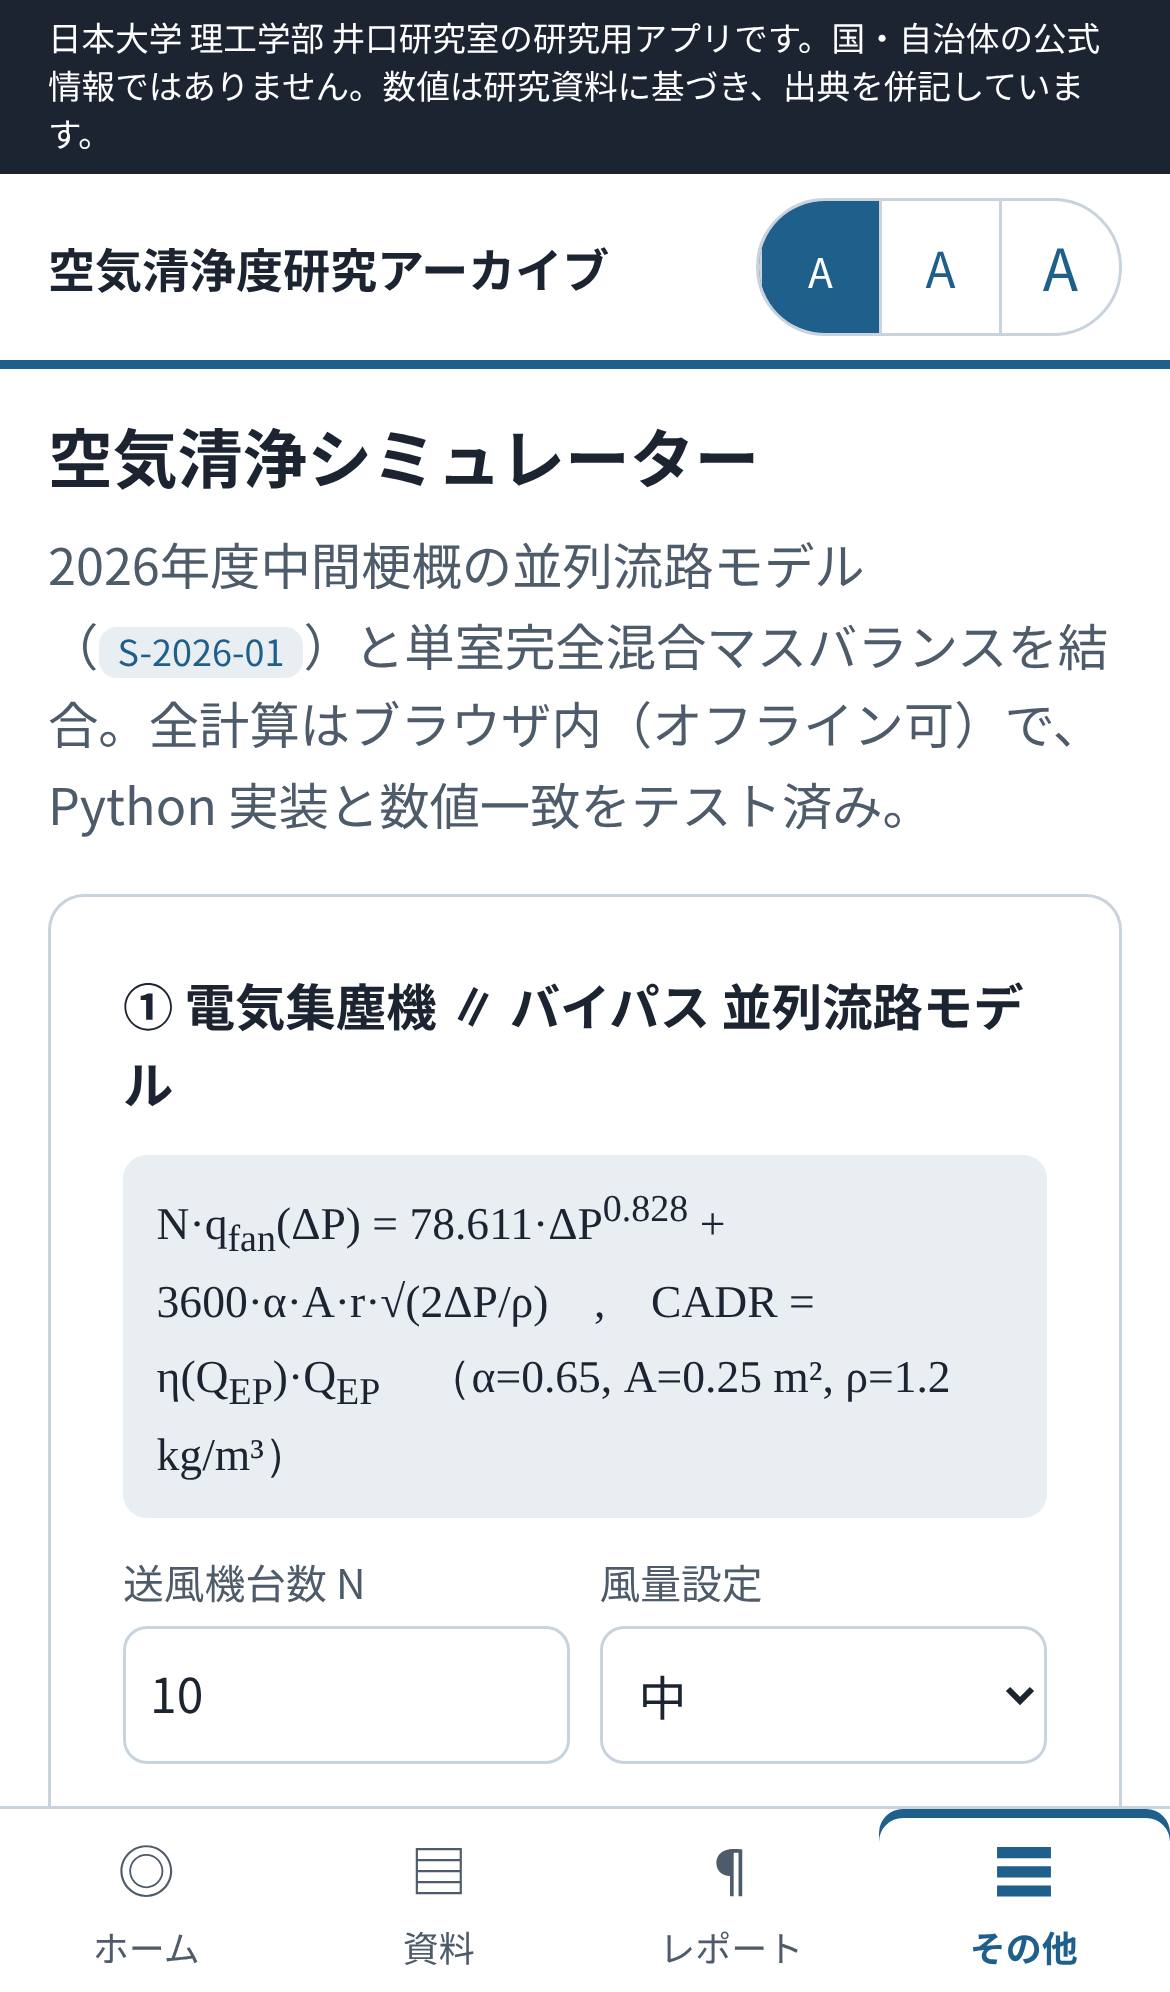 日本大学 理工学部 井口研究室の研究用アプリです。国・自治体の公式
情報ではありません。数値は研究資料に基づき、出典を併記していま
す。
空気清浄度研究アーカイブ
A A A
空気清浄シミュレーター
2026年度中間梗概の並列流路モデル
（S-2026-01）と単室完全混合マスバランスを結
合。全計算はブラウザ内（オフライン可）で、
Python 実装と数値一致をテスト済み。
① 電気集塵機 ∥ バイパス 並列流路モデ
ル
N·qfan(ΔP) = 78.611·ΔP^0.828 +
3600·α·A·r·√(2ΔP/ρ)　,　CADR =
η(QEP)·QEP　（α=0.65, A=0.25 m², ρ=1.2
kg/m³）
送風機台数 N 風量設定
10 中
ホーム 資料 レポート その他